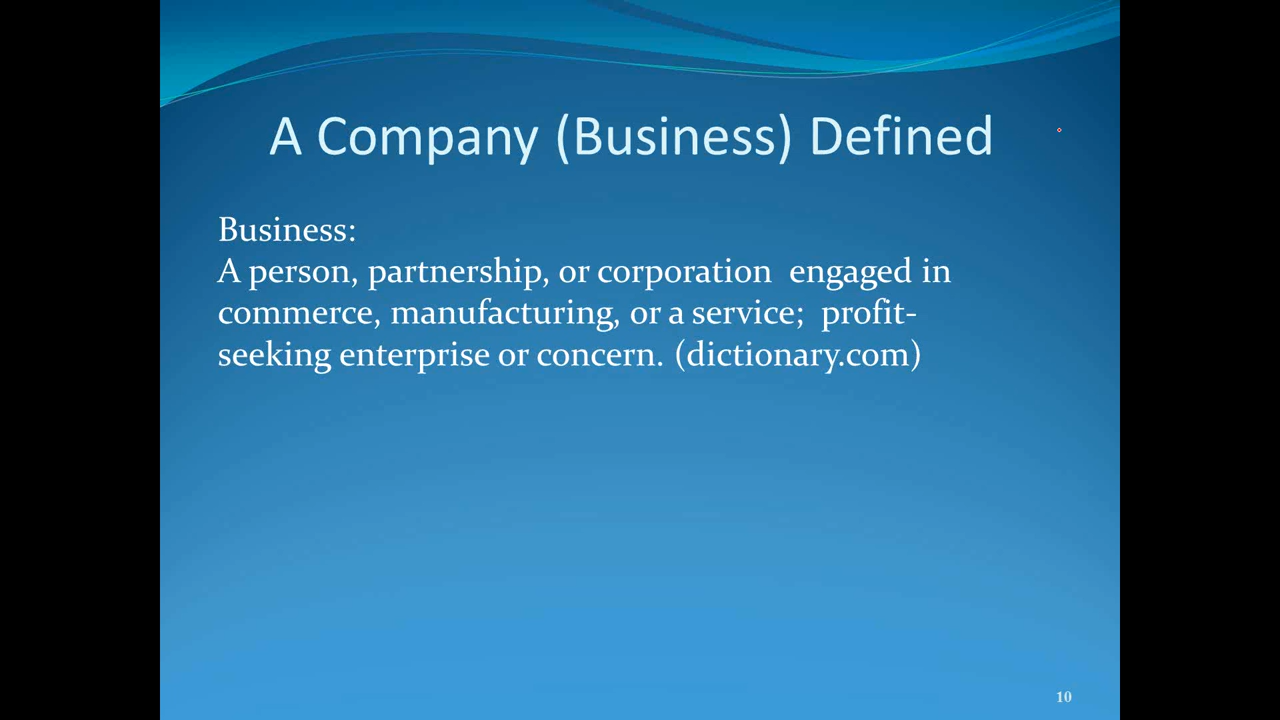 A Company (Business) Defined
Business:
A person, partnership, or corporation  engaged in
commerce, manufacturing, or a service;  profit-
seeking enterprise or concern. (dictionary.com)
10